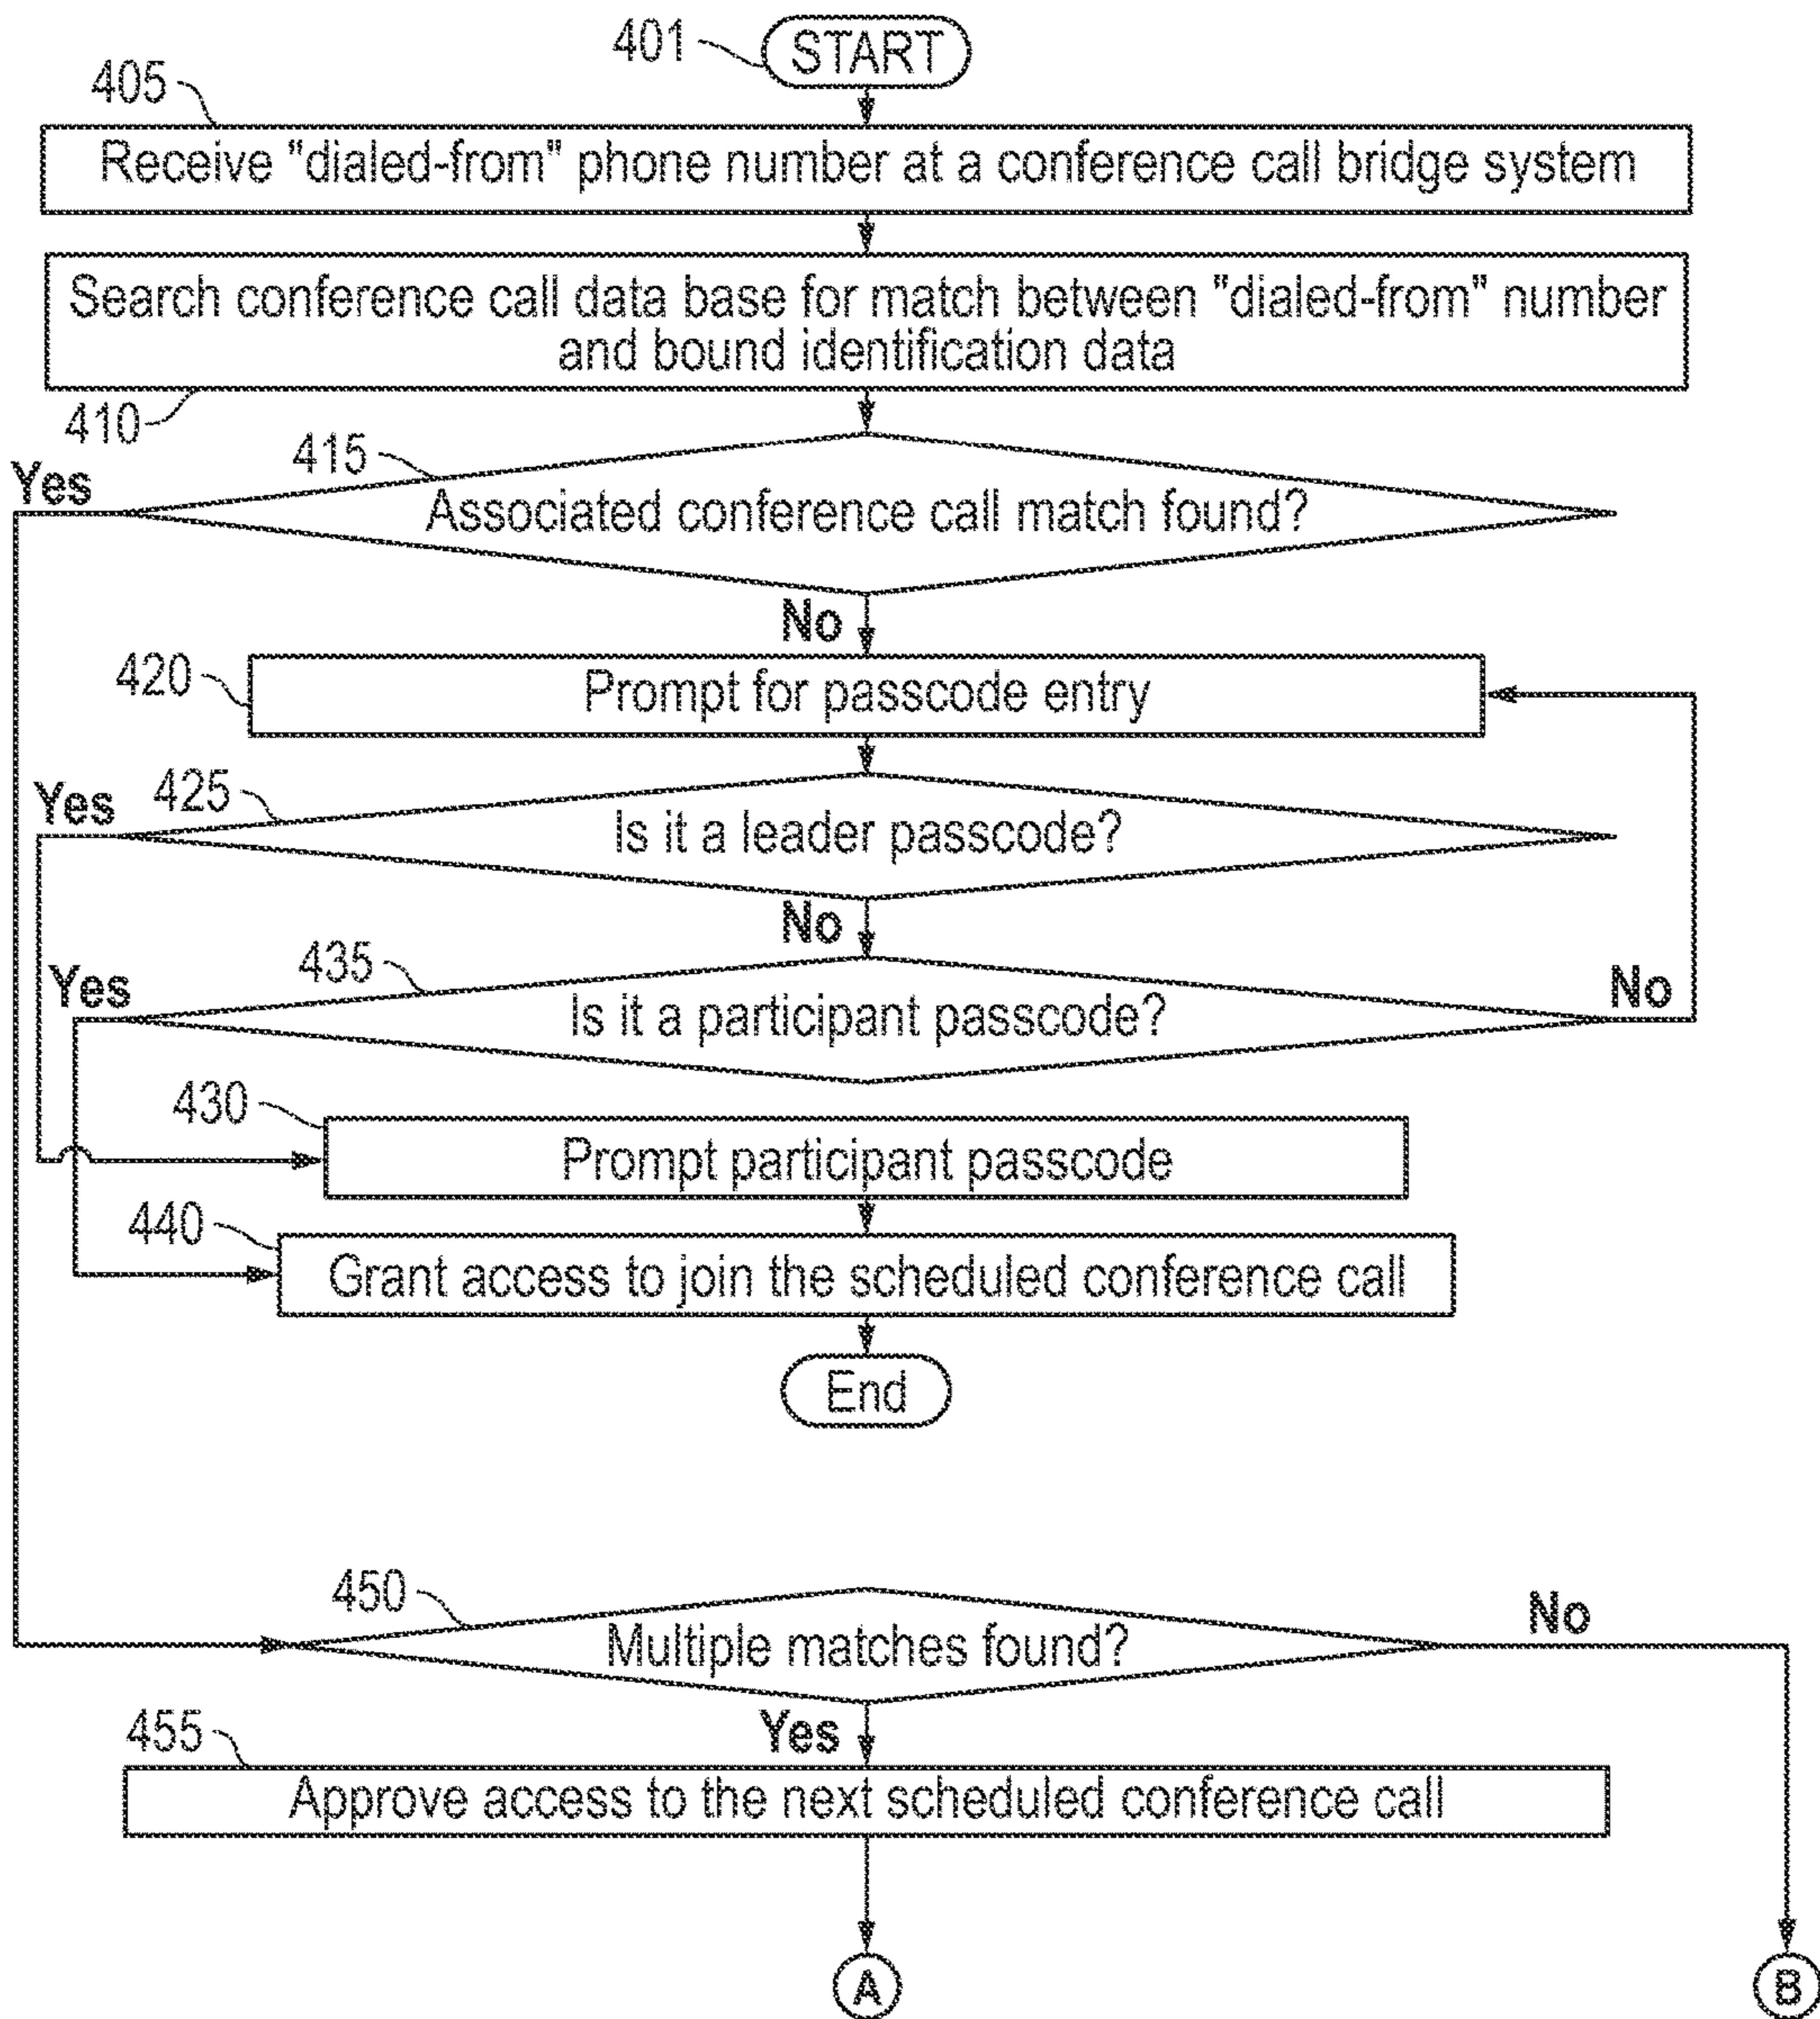 401
START
405
Receive "dialed-from" phone number at a conference call bridge system
Search conference call data base for match between "dialed-from" number
and bound identification data
410
415
Yes
Associated conference call match found?
No
420
Prompt for passcode entry
425
Yes
Is it a leader passcode?
No
435
Yes
No
Is it a participant passcode?
430
Prompt participant passcode
440
Grant access to join the scheduled conference call
End
450
No
Multiple matches found?
455
Yes
Approve access to the next scheduled conference call
A
B